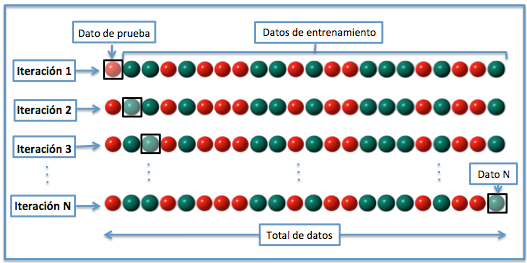 Dato de prueba
Datos de entrenamiento
Iteración 1
Iteración 2
Iteración 3
Dato N
Iteración N
Total de datos